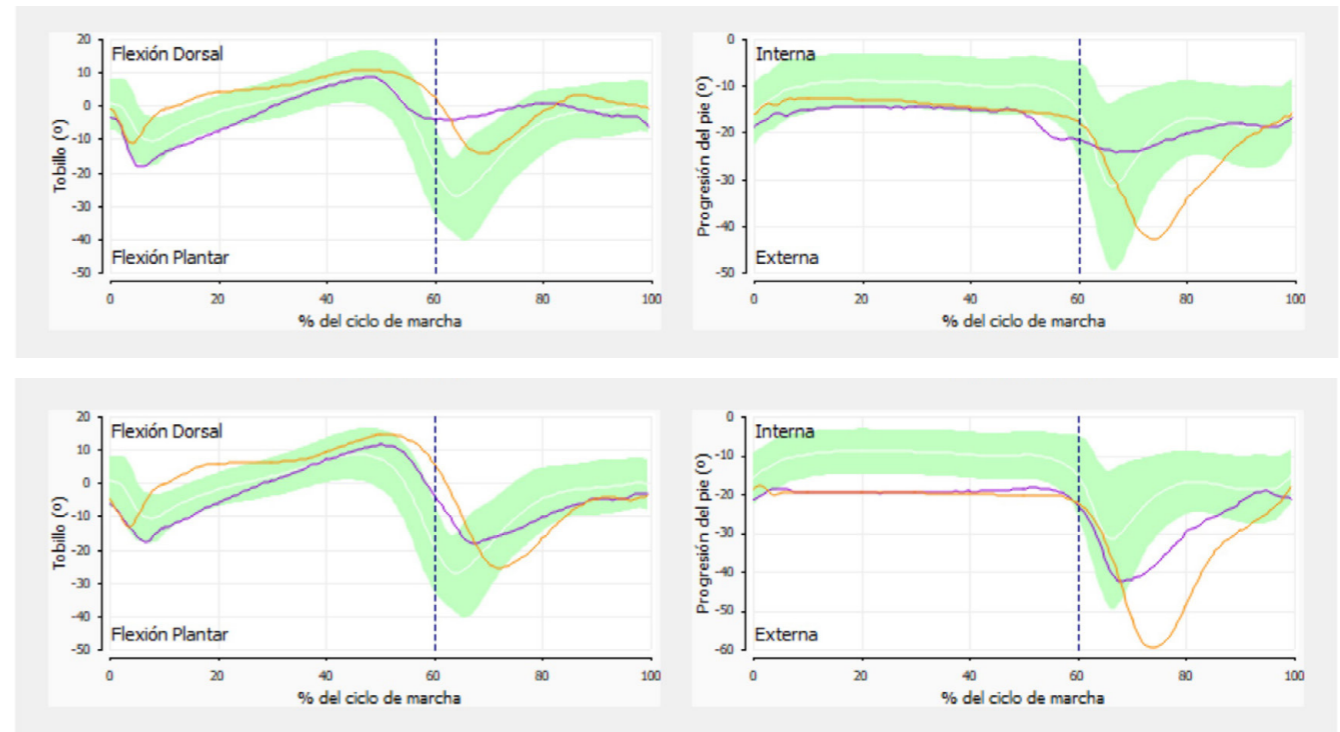 20
10
0
-10
-20
-30
-40
-50
Tobillo (º)
Flexión Dorsal
Flexión Plantar
0 20 40 60 80 100
% del ciclo de marcha
0
-10
-20
-30
-40
-50
Progresión del pie (º)
Interna
Externa
0 20 40 60 80 100
% del ciclo de marcha
20
10
0
-10
-20
-30
-40
-50
Tobillo (º)
Flexión Dorsal
Flexión Plantar
0 20 40 60 80 100
% del ciclo de marcha
0
-10
-20
-30
-40
-50
-60
Progresión del pie (º)
Interna
Externa
0 20 40 60 80 100
% del ciclo de marcha